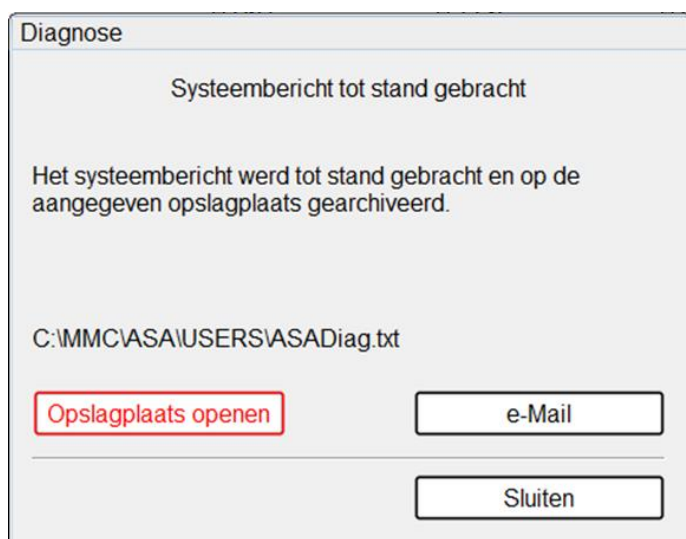 Diagnose
Systeembericht tot stand gebracht
Het systeembericht werd tot stand gebracht en op de
aangegeven opslagplaats gearchiveerd.
C:\MMC\ASA\USERS\ASADiag.txt
Opslagplaats openen
e-Mail
Sluiten